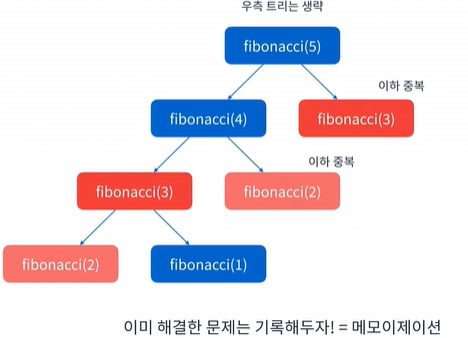 우측 트리는 생략
fibonacci(5)
이하 중복
fibonacci(4)
fibonacci(3)
이하 중복
fibonacci(3)
fibonacci(2)
fibonacci(2)
fibonacci(1)
이미 해결한 문제는 기록해두자! = 메모이제이션